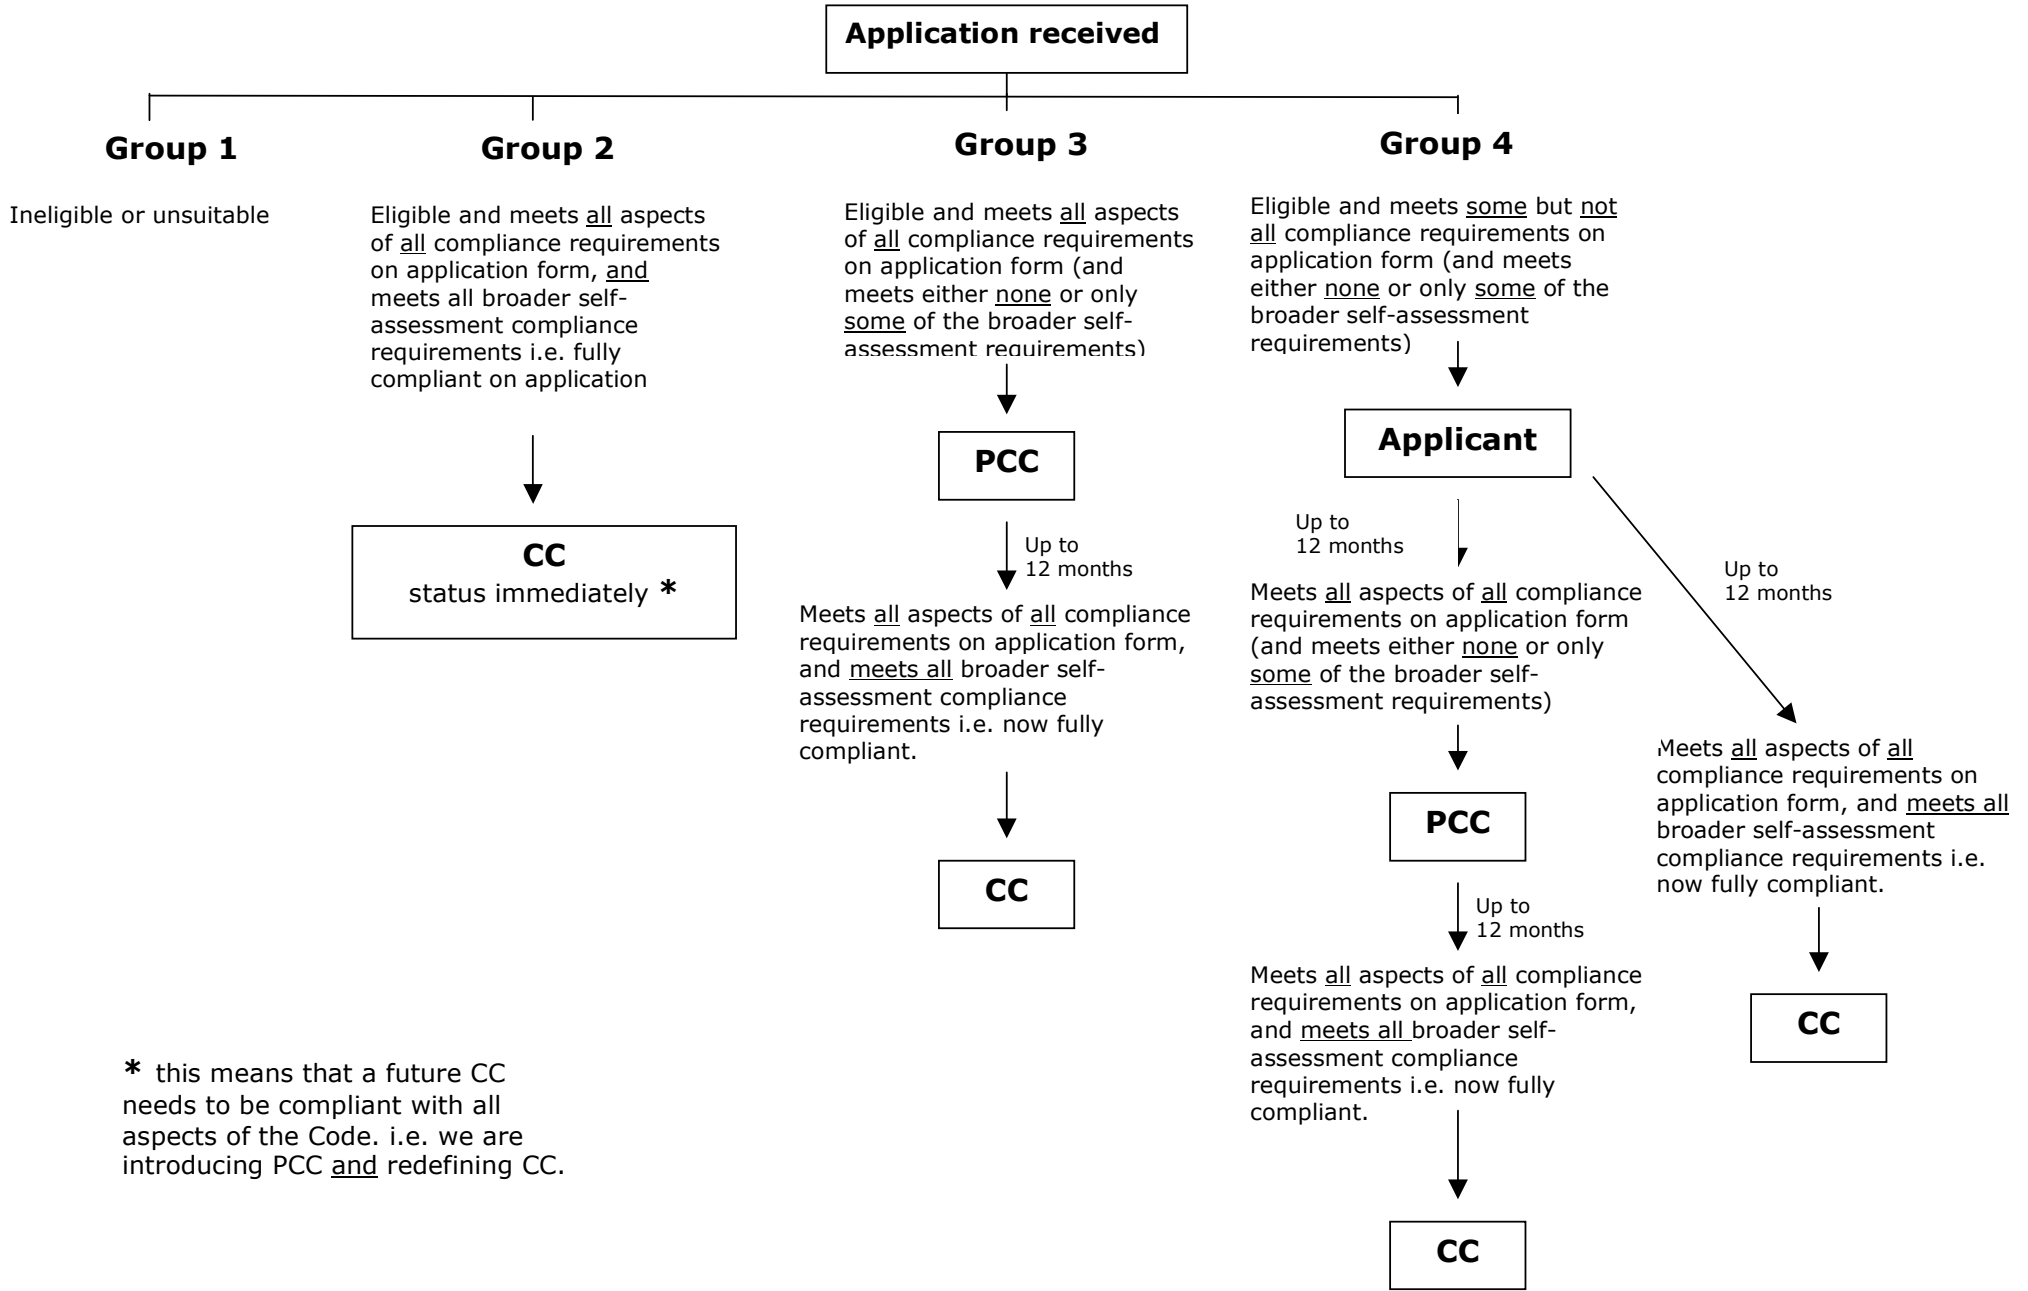 Application received
Group 1
Ineligible or unsuitable
Group 2
Eligible and meets all aspects
of all compliance requirements
on application form, and
meets all broader self-
assessment compliance
requirements i.e. fully
compliant on application
CC
status immediately *
Group 3
Eligible and meets all aspects
of all compliance requirements
on application form (and
meets either none or only
some of the broader self-
assessment requirements)
PCC
Up to
12 months
Meets all aspects of all compliance
requirements on application form,
and meets all broader self-
assessment compliance
requirements i.e. now fully
compliant.
CC
Group 4
Eligible and meets some but not
all compliance requirements on
application form (and meets
either none or only some of the
broader self-assessment
requirements)
Applicant
Up to
12 months
Meets all aspects of all compliance
requirements on application form
(and meets either none or only
some of the broader self-
assessment requirements)
PCC
Up to
12 months
Meets all aspects of all compliance
requirements on application form,
and meets all broader self-
assessment compliance
requirements i.e. now fully
compliant.
CC
Up to
12 months
Meets all aspects of all
compliance requirements on
application form, and meets all
broader self-assessment
compliance requirements i.e.
now fully compliant.
CC
* this means that a future CC
needs to be compliant with all
aspects of the Code. i.e. we are
introducing PCC and redefining CC.